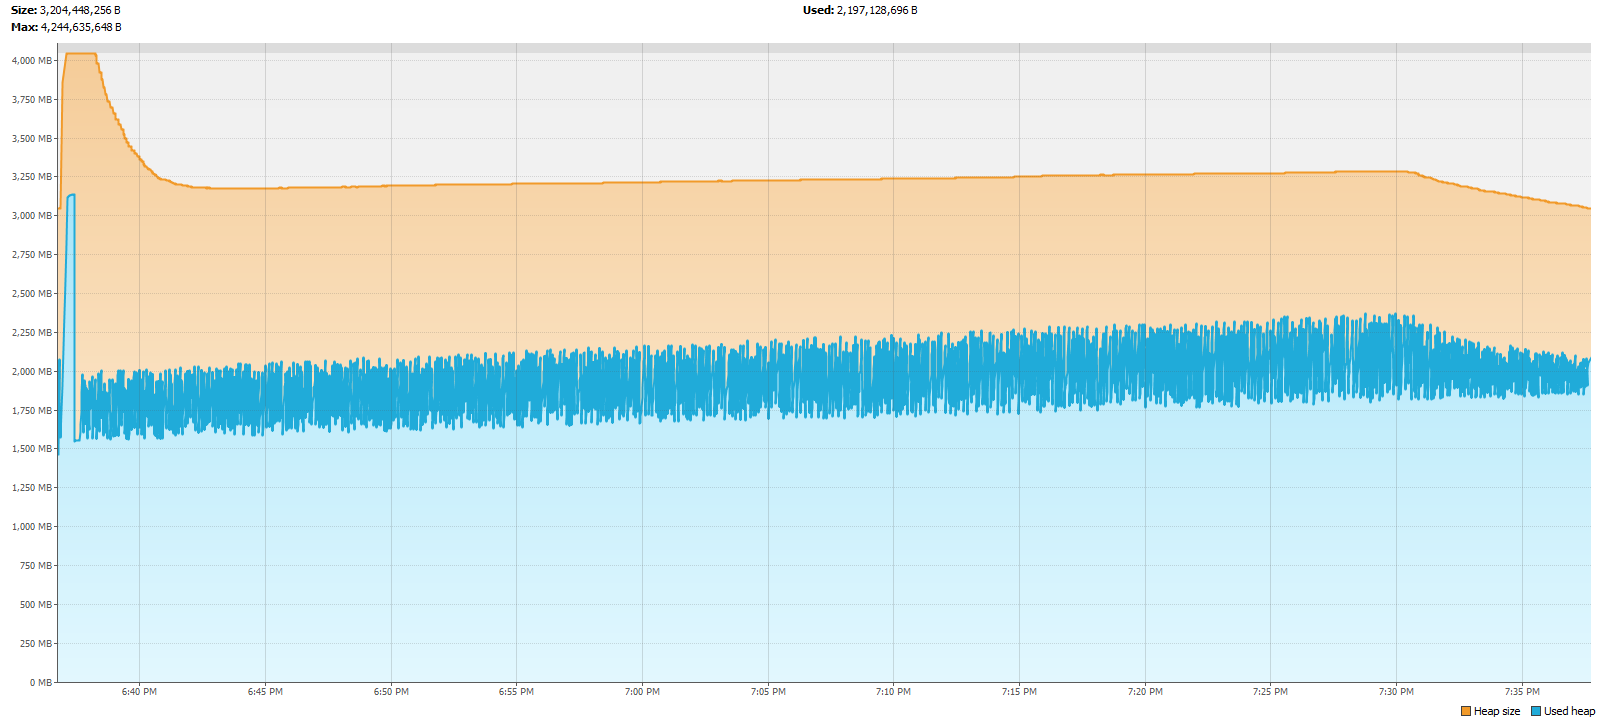 Size: 3,204,448,256 B
Used: 2,197,128,696 B
Max: 4,244,635,648 B
4,000 MB
3,750 MB
3,500 MB
3,250 MB
3,000 MB
2,750 MB
2,500 MB
2,250 MB
2,000 MB
1,750 MB
1,500 MB
1,250 MB
1,000 MB
750 MB
500 MB
250 MB
0 MB
6:40 PM 6:45 PM 6:50 PM 6:55 PM 7:00 PM 7:05 PM 7:10 PM 7:15 PM 7:20 PM 7:25 PM 7:30 PM 7:35 PM
Heap size Used heap